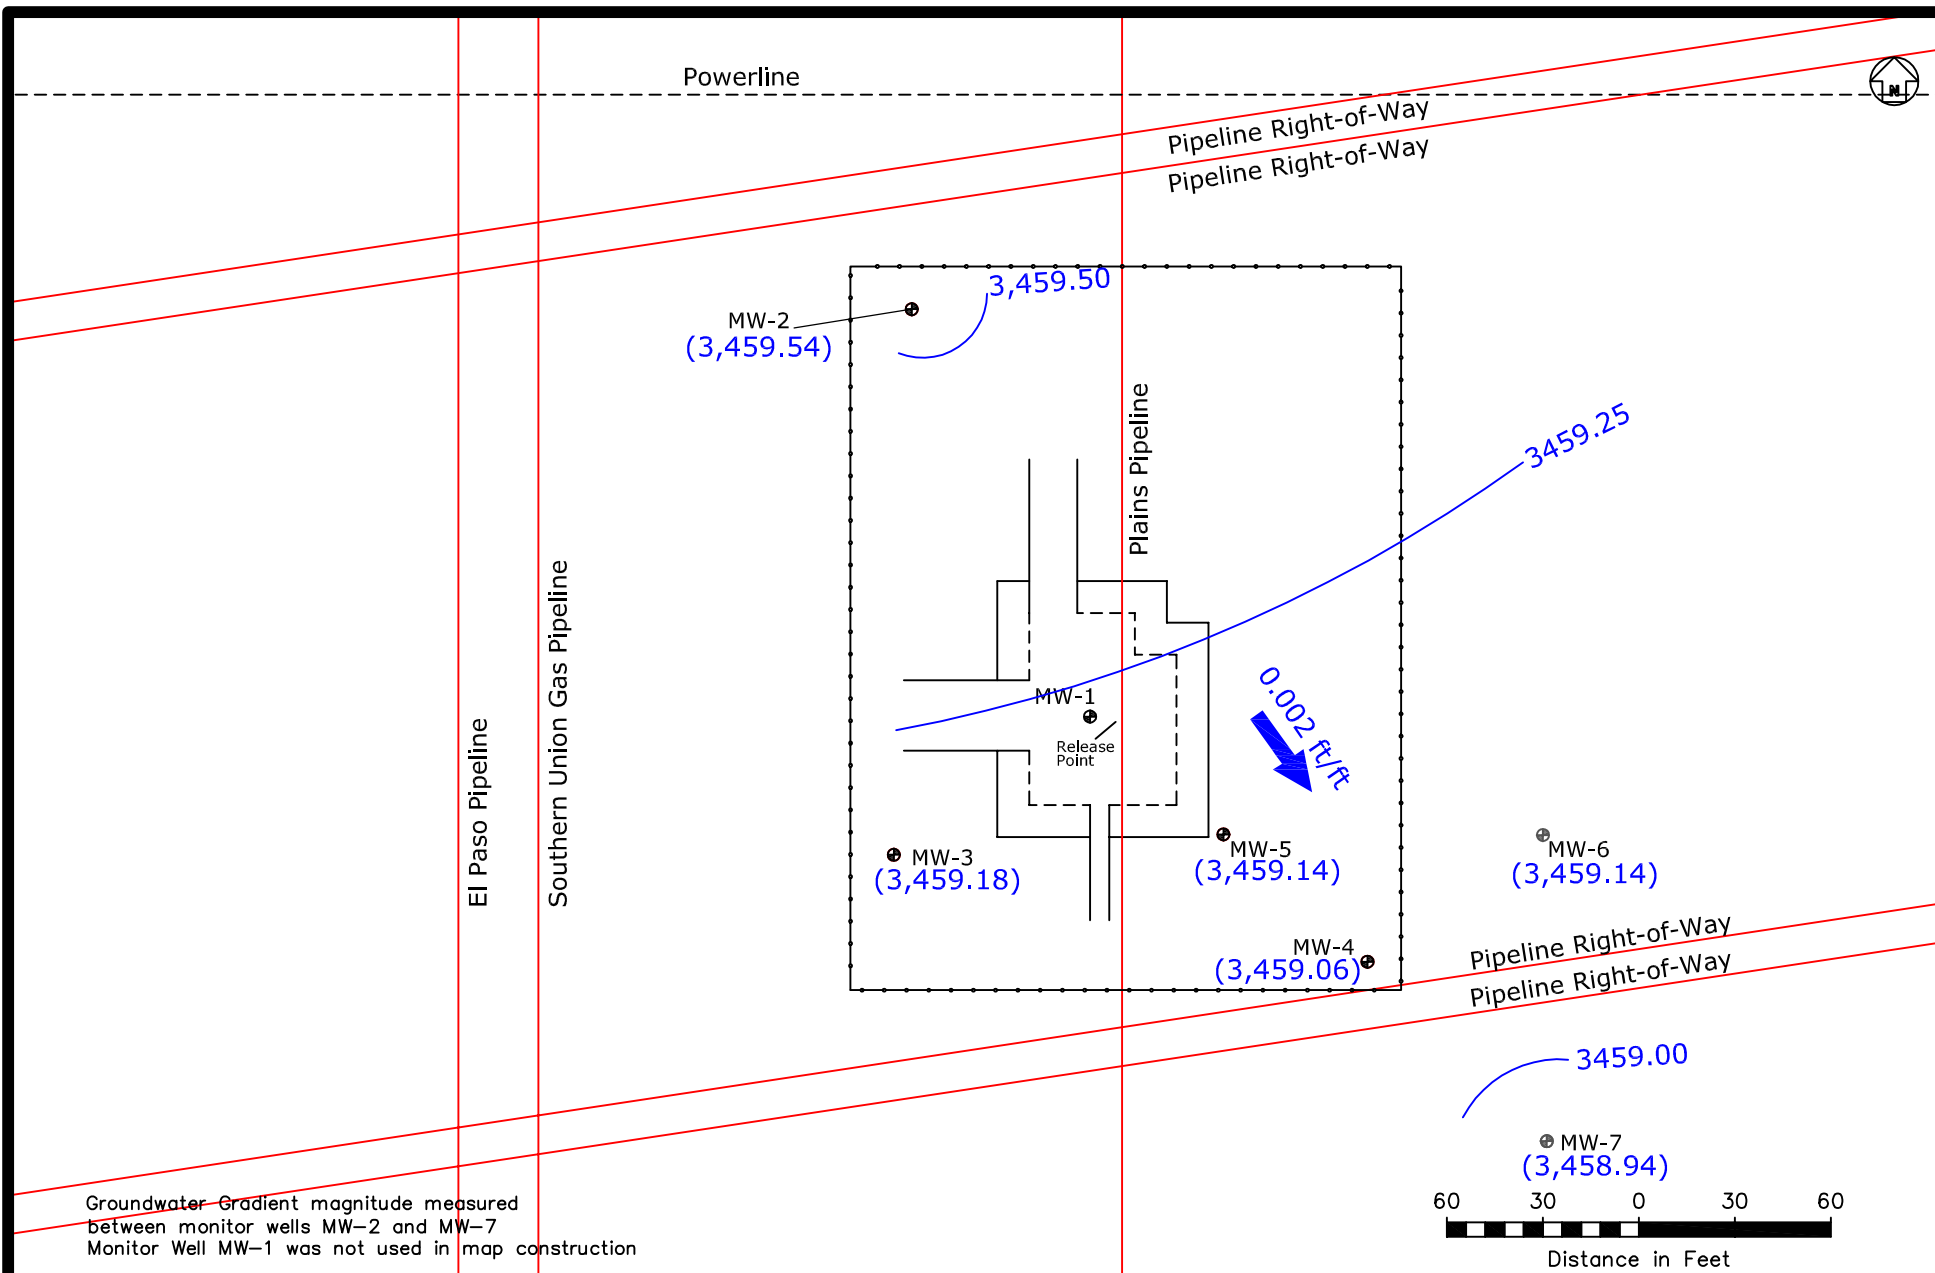 Powerline
N
Pipeline Right-of-Way
Pipeline Right-of-Way
3,459.50
MW-2
(3,459.54)
Plains Pipeline
3459.25
El Paso Pipeline
Southern Union Gas Pipeline
MW-1
Release
Point
0.002 ft/ft
MW-3
(3,459.18)
MW-5
(3,459.14)
MW-6
(3,459.14)
MW-4
(3,459.06)
Pipeline Right-of-Way
Pipeline Right-of-Way
3459.00
MW-7
(3,458.94)
Groundwater Gradient magnitude measured
between monitor wells MW-2 and MW-7
Monitor Well MW-1 was not used in map construction
60 30 0 30 60
Distance in Feet